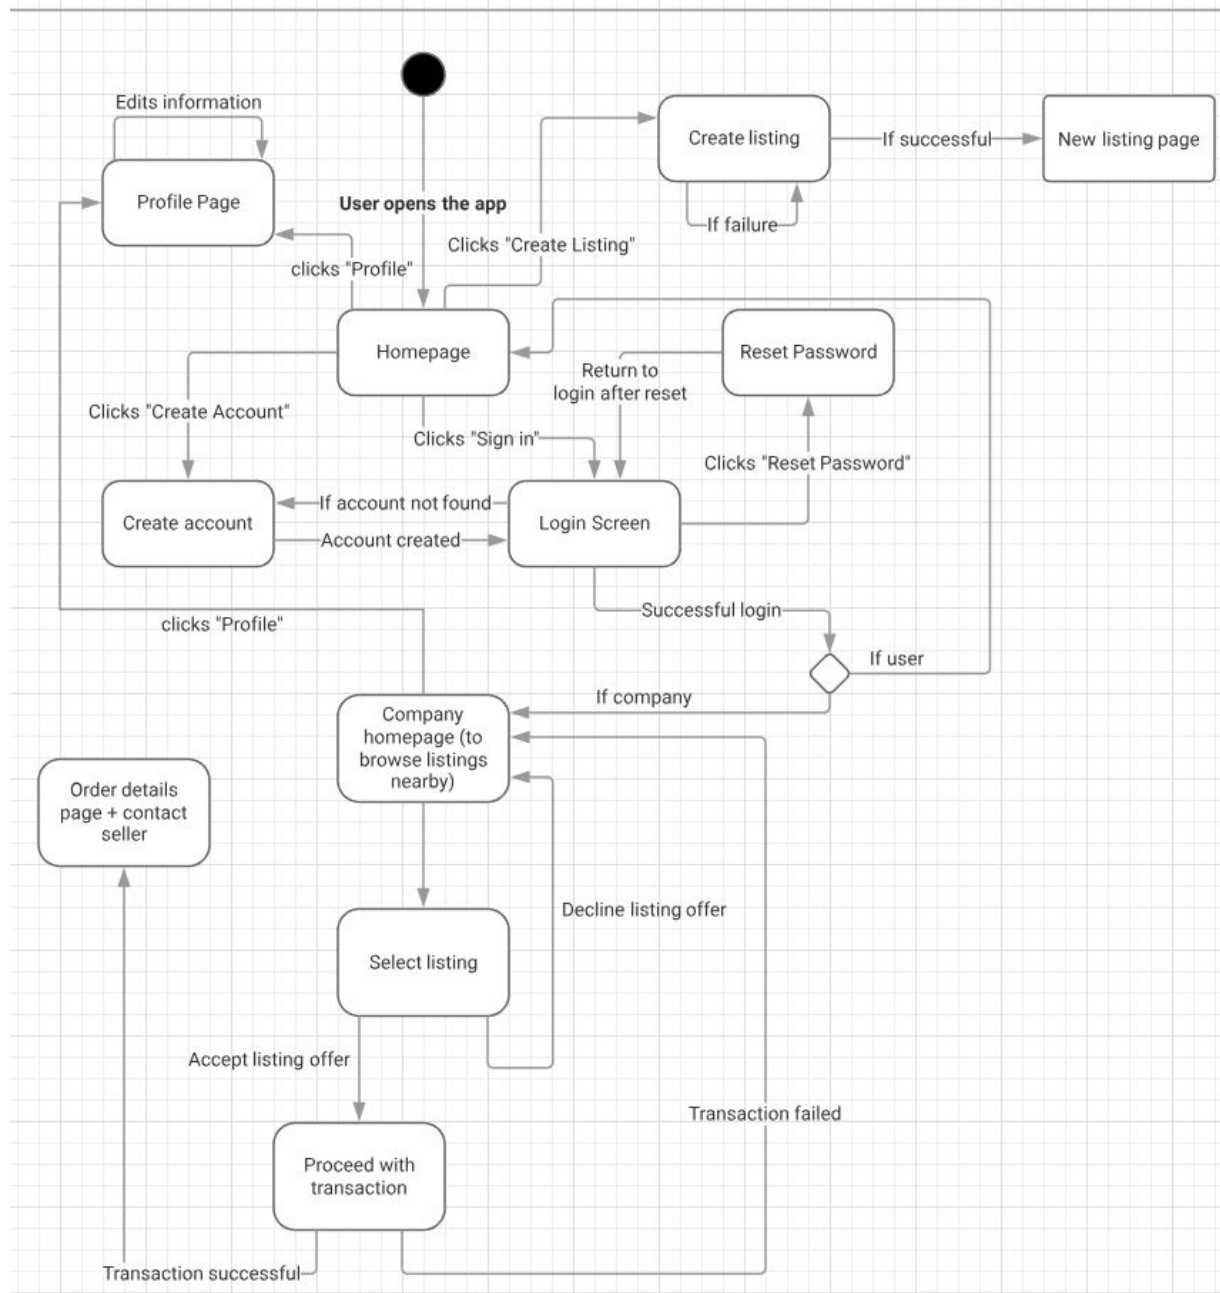 Edits information
Create listing
If successful
New listing page
Profile Page
User opens the app
If failure
Clicks "Create Listing"
clicks "Profile"
Homepage
Reset Password
Return to
login after reset
Clicks "Create Account"
Clicks "Sign in"
Clicks "Reset Password"
If account not found
Create account
Login Screen
Account created
Successful login
clicks "Profile"
If user
If company
Company
homepage (to
browse listings
nearby)
Order details
page + contact
seller
Decline listing offer
Select listing
Accept listing offer
Transaction failed
Proceed with
transaction
Transaction successful